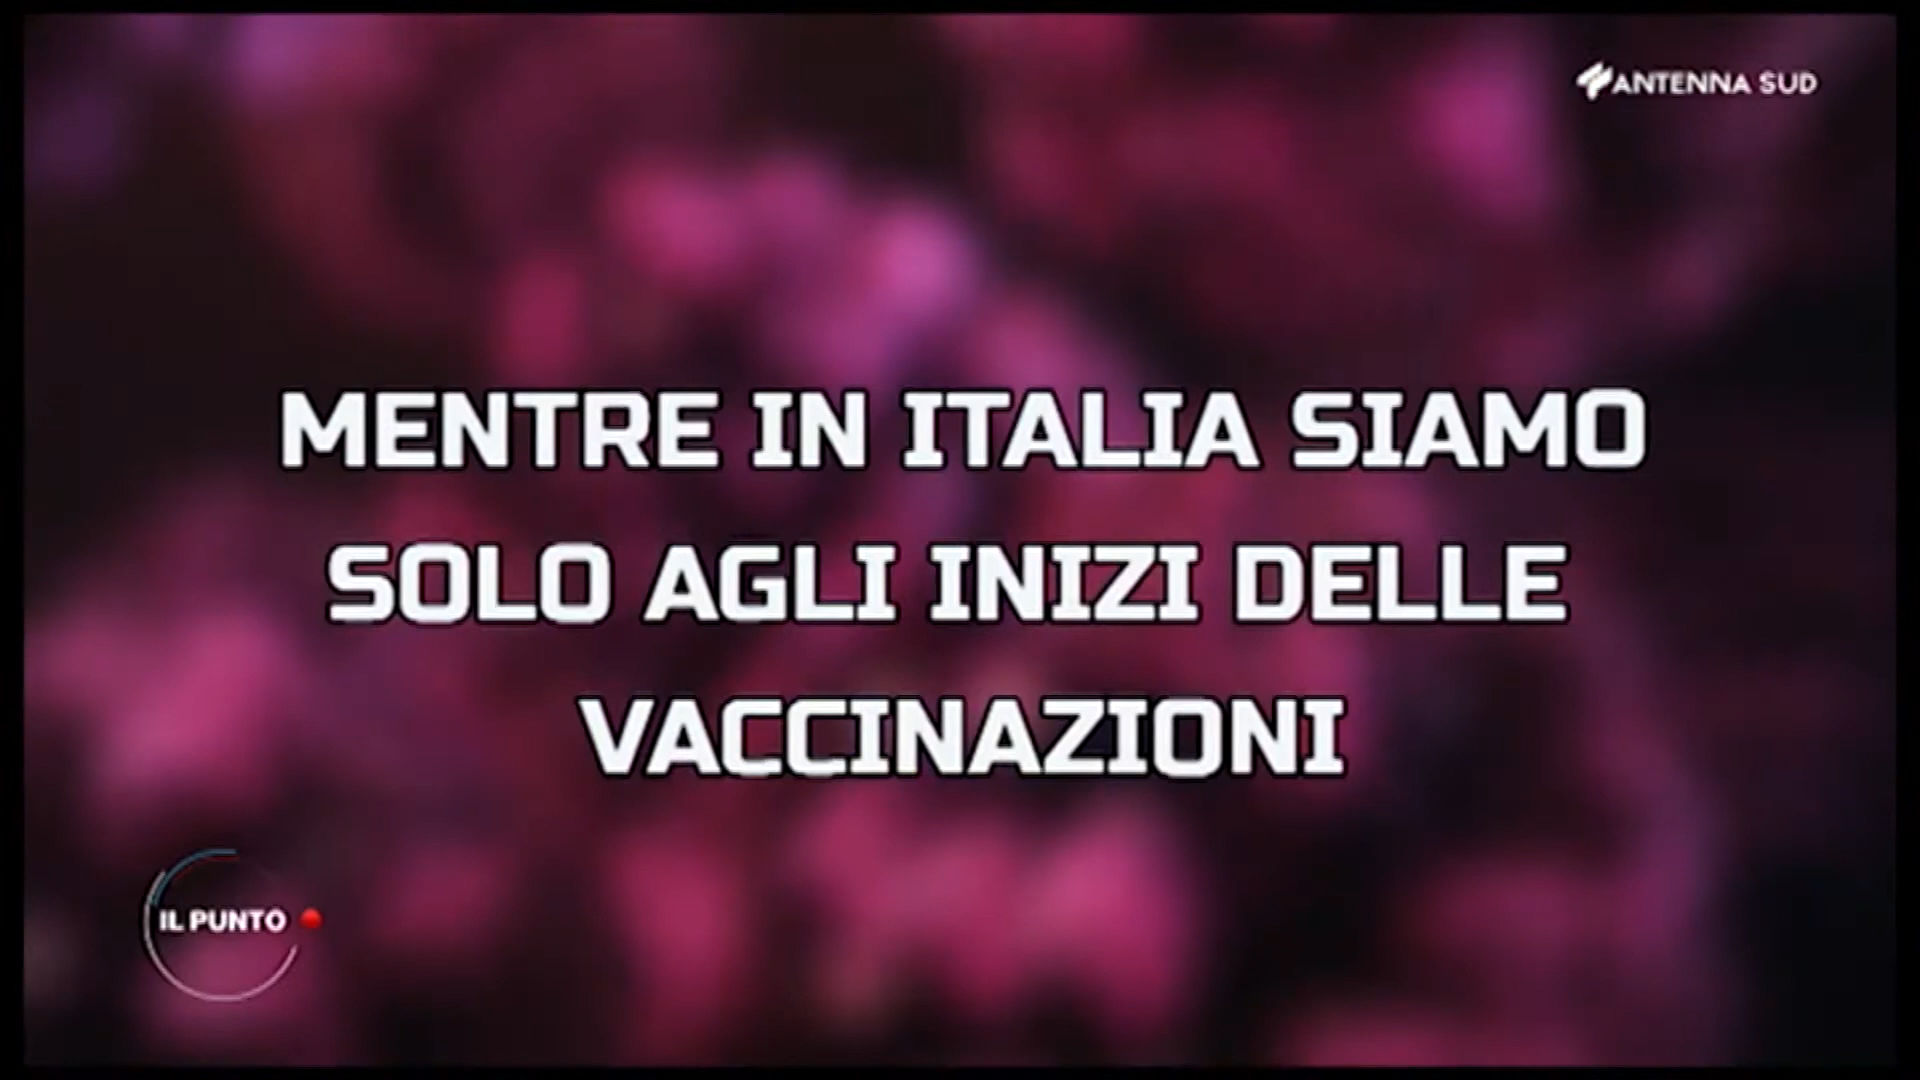 ANTENNA SUD
MENTRE IN ITALIA SIAMO
SOLO AGLI INIZI DELLE
VACCINAZIONI
IL PUNTO